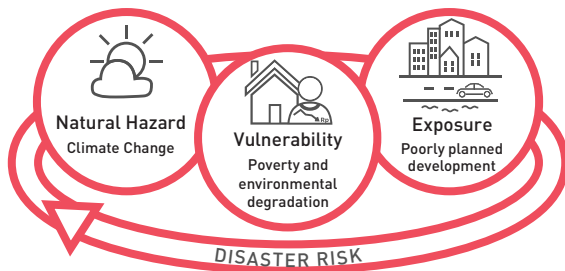 Natural Hazard
Climate Change
Vulnerability
Poverty and
environmental
degradation
Exposure
Poorly planned
development
DISASTER RISK